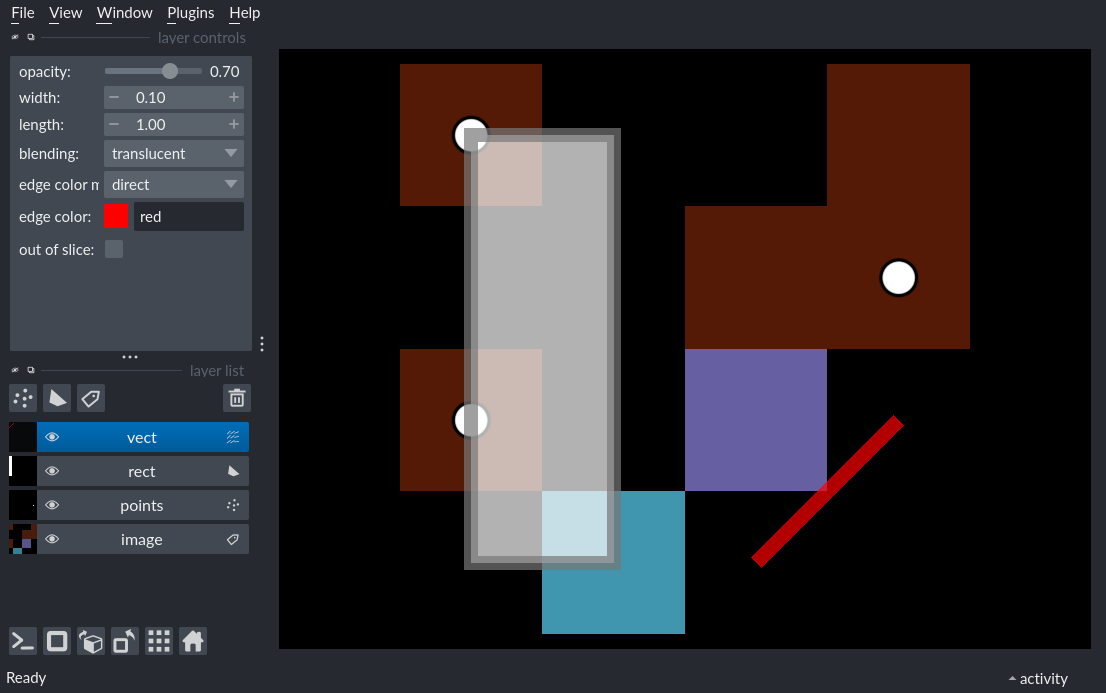 File View Window Plugins Help
layer controls
opacity: 0.70
width: 0.10
length: 1.00
blending: translucent
edge color m direct
edge color: red
out of slice:
layer list
vect
rect
points
image
Ready
activity